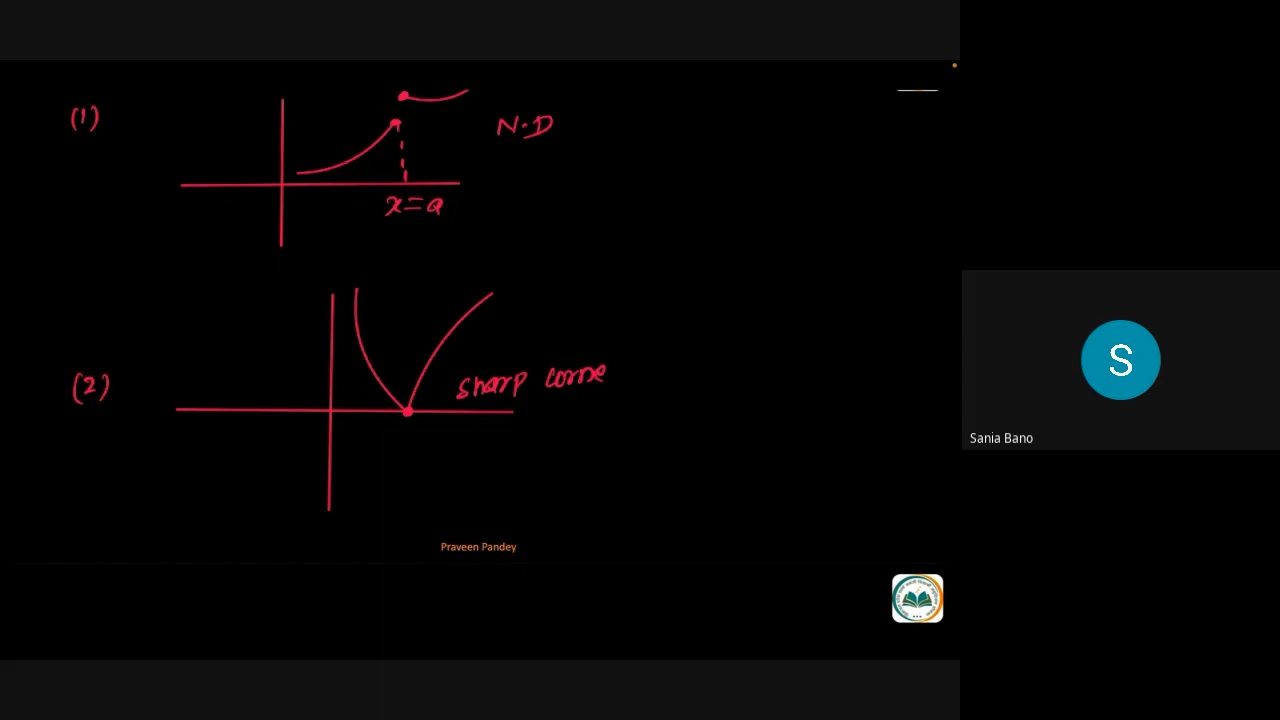 (1)
N.D
x=a
(2)
sharp corne
Praveen Pandey
S
Sania Bano